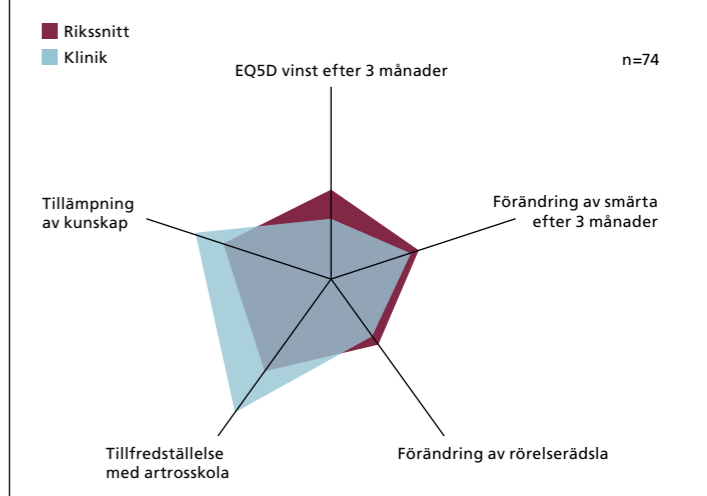 Rikssnitt
Klinik
n=74
EQ5D vinst efter 3 månader
Förändring av smärta
efter 3 månader
Tillämpning
av kunskap
Tillfredställelse
med artrosskola
Förändring av rörelserädsla